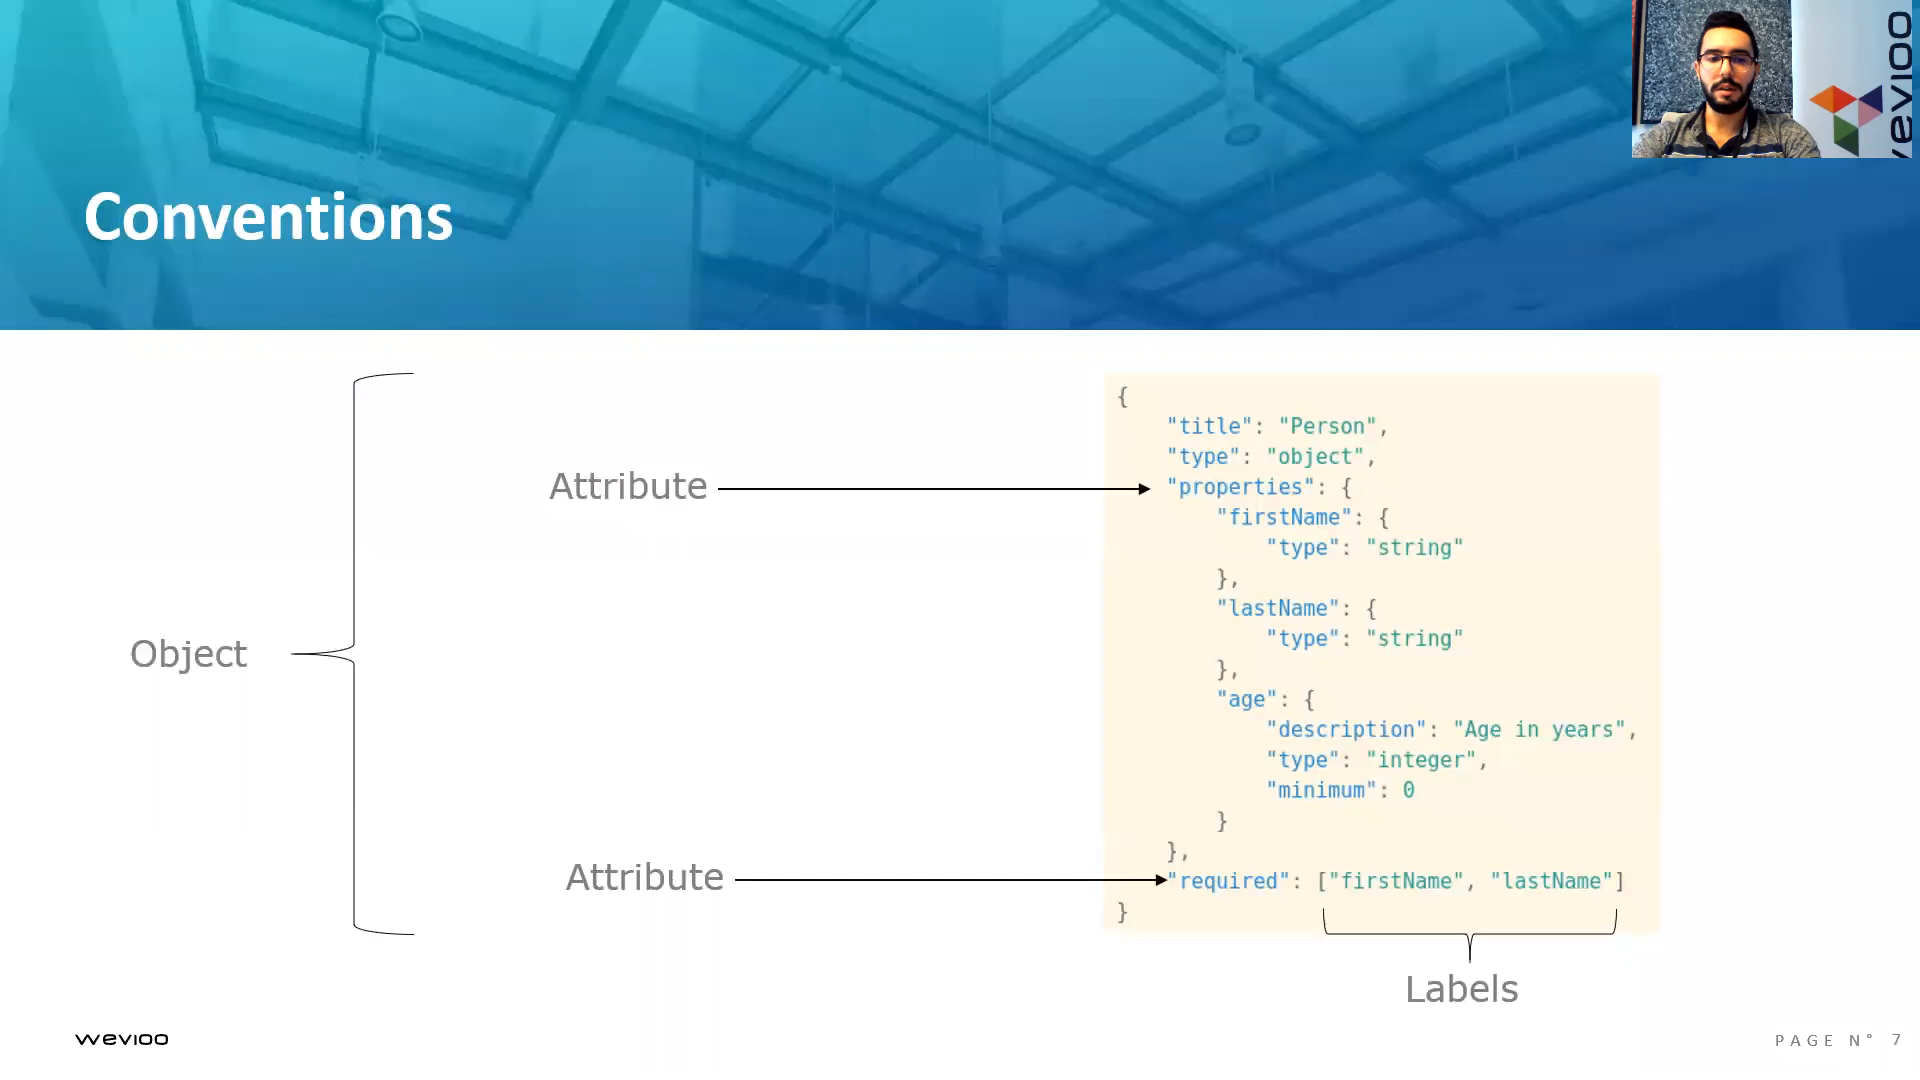 wevioo
Conventions
Object
Attribute
Attribute
{
    "title": "Person",
    "type": "object",
    "properties": {
        "firstName": {
            "type": "string"
        },
        "lastName": {
            "type": "string"
        },
        "age": {
            "description": "Age in years",
            "type": "integer",
            "minimum": 0
        }
    },
    "required": ["firstName", "lastName"]
}
Labels
wevioo
PAGE N° 7